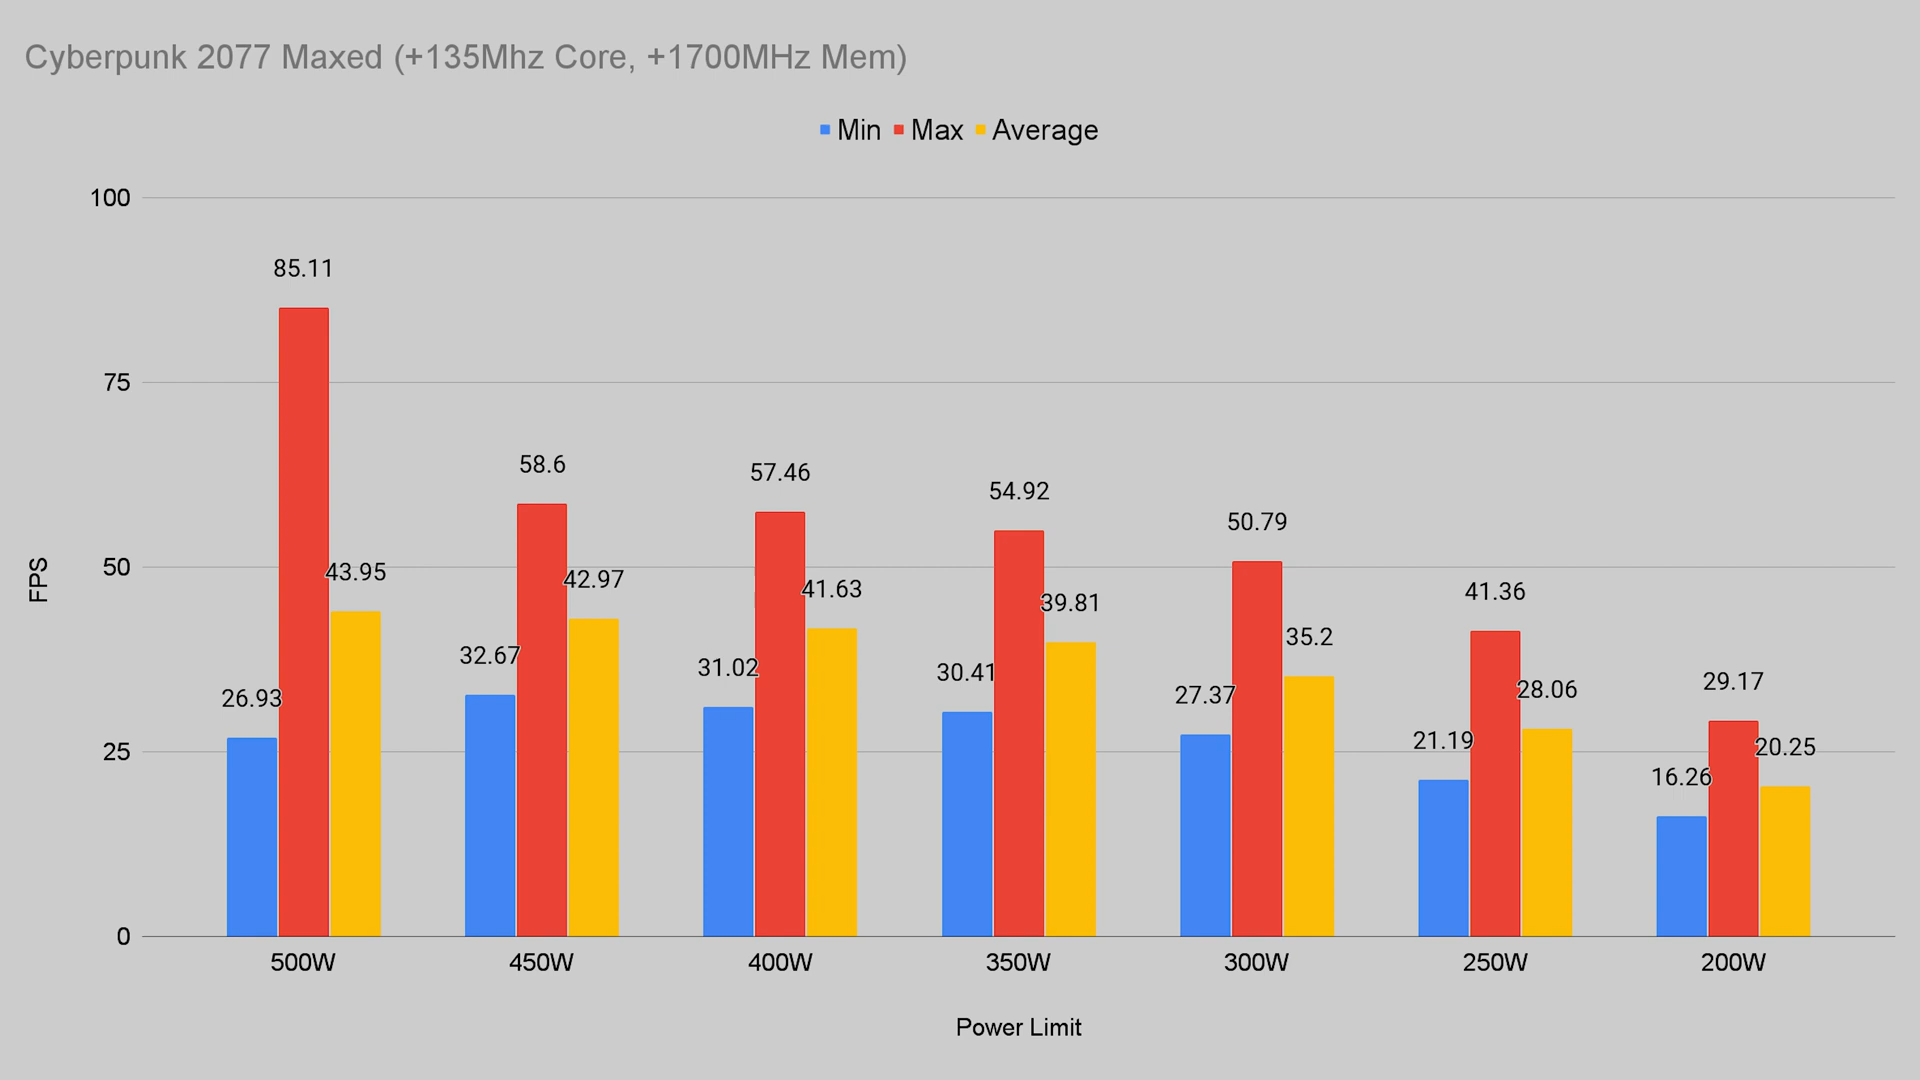 Cyberpunk 2077 Maxed (+135Mhz Core, +1700MHz Mem)
Min Max Average
100
75
50
25
0
FPS
26.93 85.11 43.95
32.67 58.6 42.97
31.02 57.46 41.63
30.41 54.92 39.81
27.37 50.79 35.2
21.19 41.36 28.06
16.26 29.17 20.25
500W 450W 400W 350W 300W 250W 200W
Power Limit